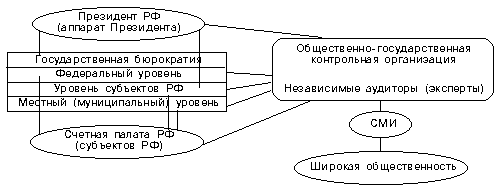 Президент РФ
(аппарат Президента)
Государственная бюрократия
Федеральный уровень
Уровень субъектов РФ
Местный (муниципальный) уровень
Счетная палата РФ
(субъектов РФ)
Общественно-государственная
контрольная организация
Независимые аудиторы (эксперты)
СМИ
Широкая общественность